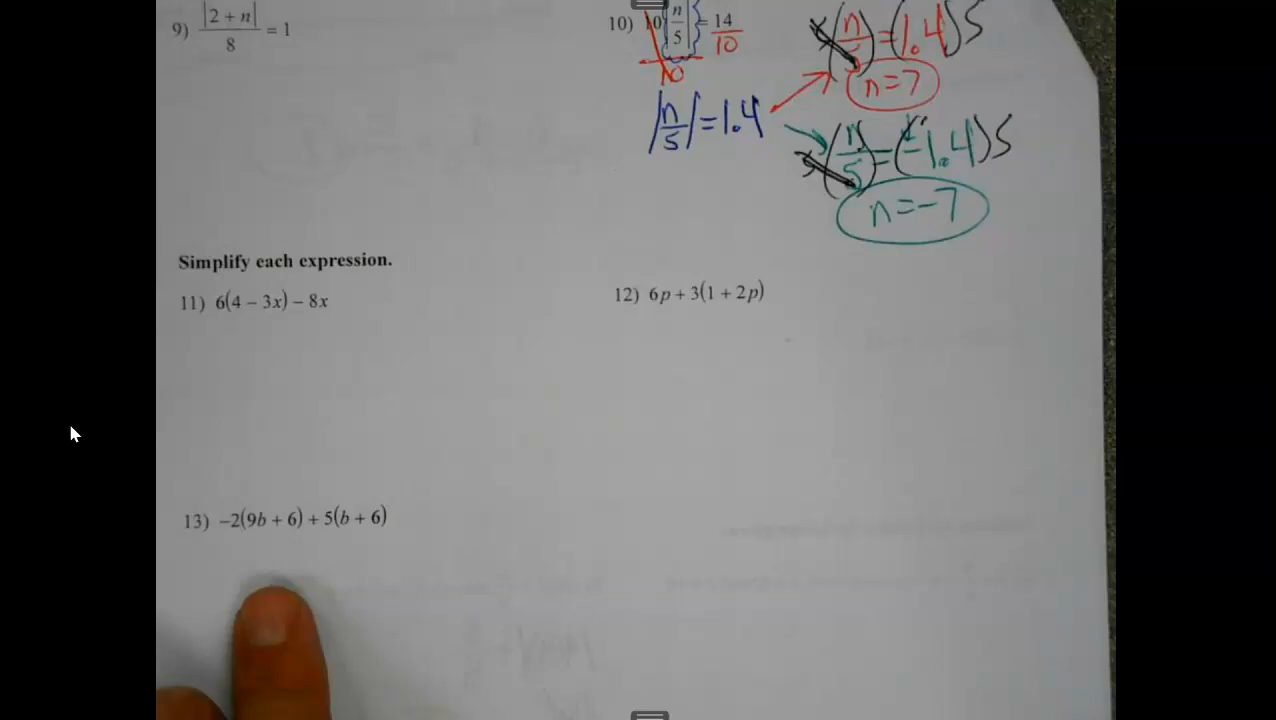 9) |2 + n| / 8 = 1
10) 10 | n / 5 | = 14
10
10
|n/5| = 1.4
(n/5) = (1.4)5
n=7
(n/5) = (-1.4)5
n=-7
Simplify each expression.
11) 6(4 − 3x) − 8x
12) 6p + 3(1 + 2p)
13) −2(9b + 6) + 5(b + 6)